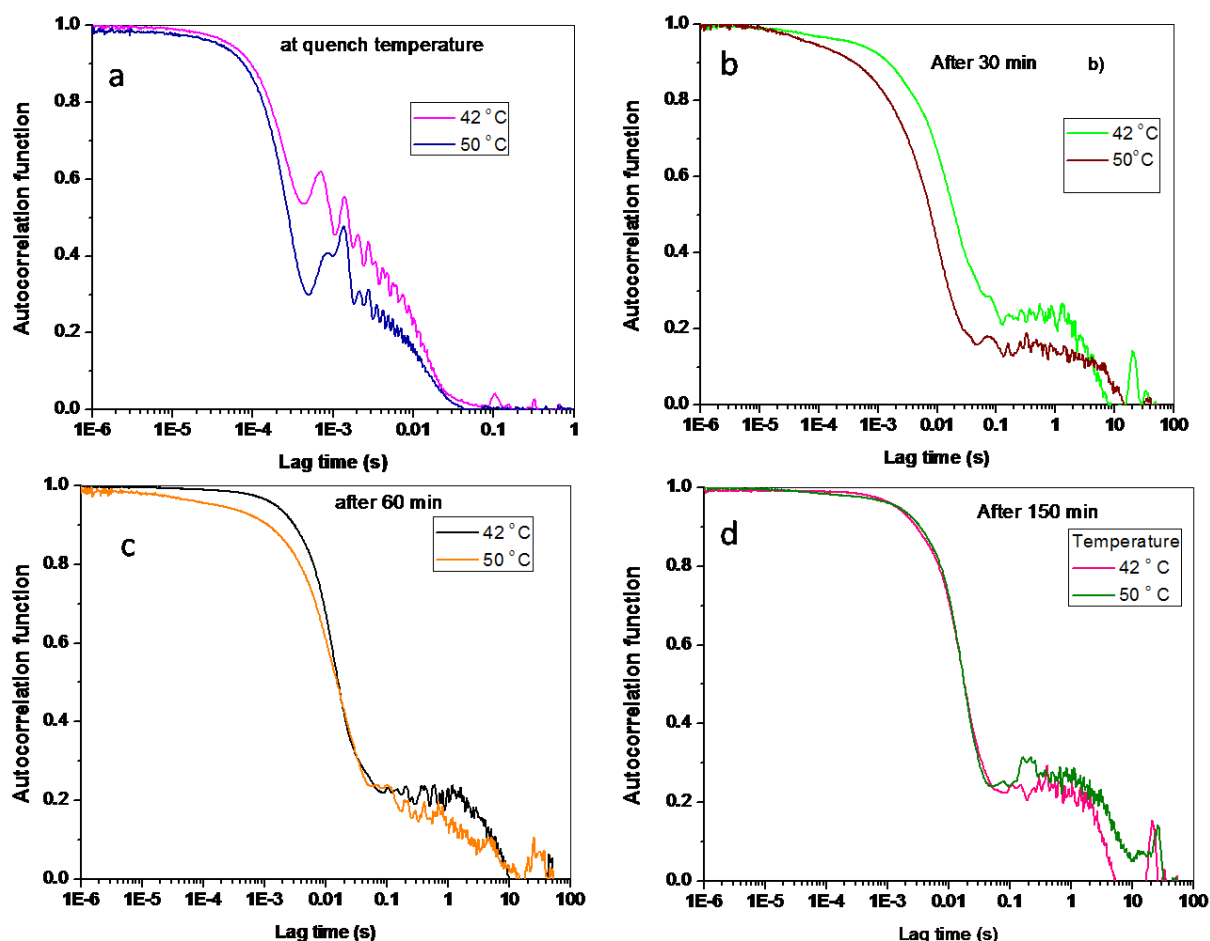 at quench temperature
a
42 °C
50 °C
Autocorrelation function
1.0
0.8
0.6
0.4
0.2
0.0
1E-6 1E-5 1E-4 1E-3 0.01 0.1 1
Lag time (s)
b
After 30 min b)
42 °C
50°C
Autocorrelation function
1.0
0.8
0.6
0.4
0.2
0.0
1E-6 1E-5 1E-4 1E-3 0.01 0.1 1 10 100
Lag time (s)
after 60 min
c
42 °C
50 °C
Autocorrelation function
1.0
0.8
0.6
0.4
0.2
0.0
1E-6 1E-5 1E-4 1E-3 0.01 0.1 1 10 100
Lag time (s)
After 150 min
d
Temperature
42 ° C
50 ° C
Autocorrelation function
1.0
0.8
0.6
0.4
0.2
0.0
1E-6 1E-5 1E-4 1E-3 0.01 0.1 1 10 100
Lag time (s)